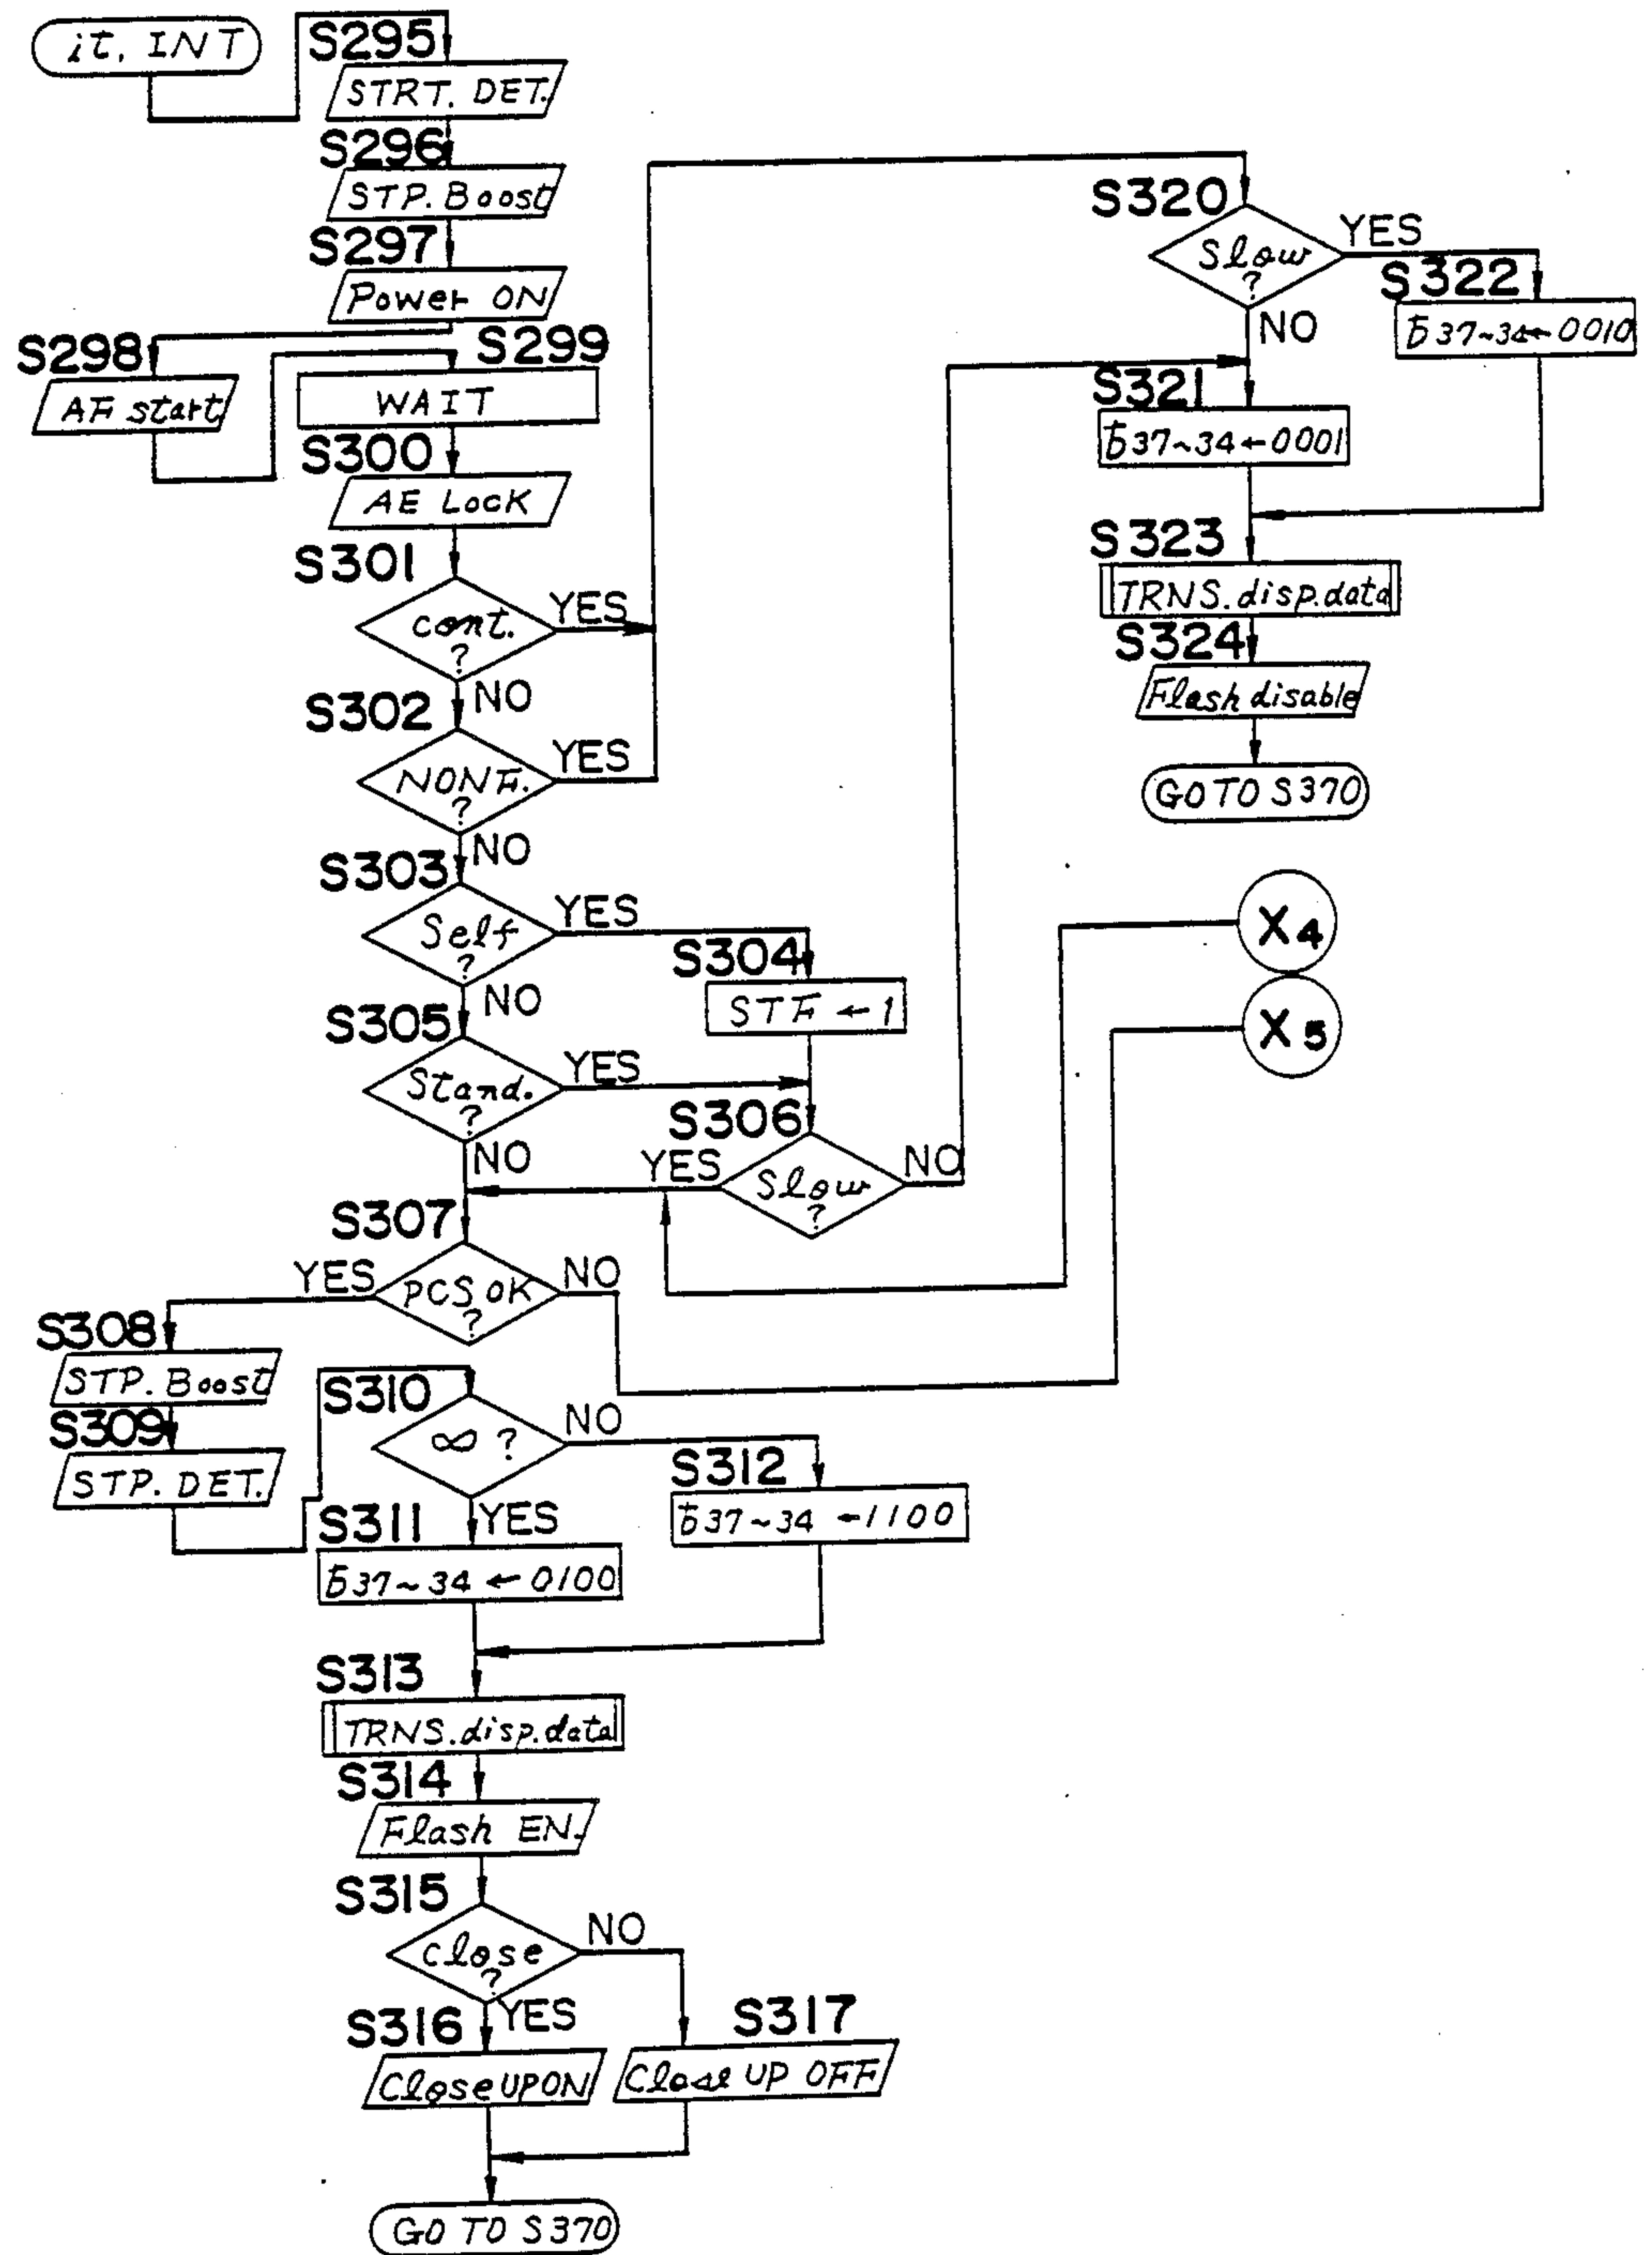 it, INT
S295
STRT. DET.
S296
STP. Boost
S297
Power ON
S298
AF start
S299
WAIT
S300
AE LOCK
S301
cont.
?
YES
NO
S302
NONF.
?
YES
NO
S303
Self
?
YES
NO
S304
STF ← 1
S305
Stand.
?
YES
NO
S306
Slow
?
YES
NO
S307
PCS OK
?
YES
NO
S308
STP. Boost
S309
STP. DET.
S310
∞ ?
NO
YES
S311
b37~34 ← 0100
S312
b37~34 ←1100
S313
TRNS.disp.data
S314
Flash EN.
S315
close
?
NO
YES
S316
Close UP ON
S317
Close UP OFF
GO TO S370
S320
Slow
?
YES
NO
S322
b37~34←0010
S321
b37~34←0001
S323
TRNS.disp.data
S324
Flash disable
GO TO S370
X4
X5